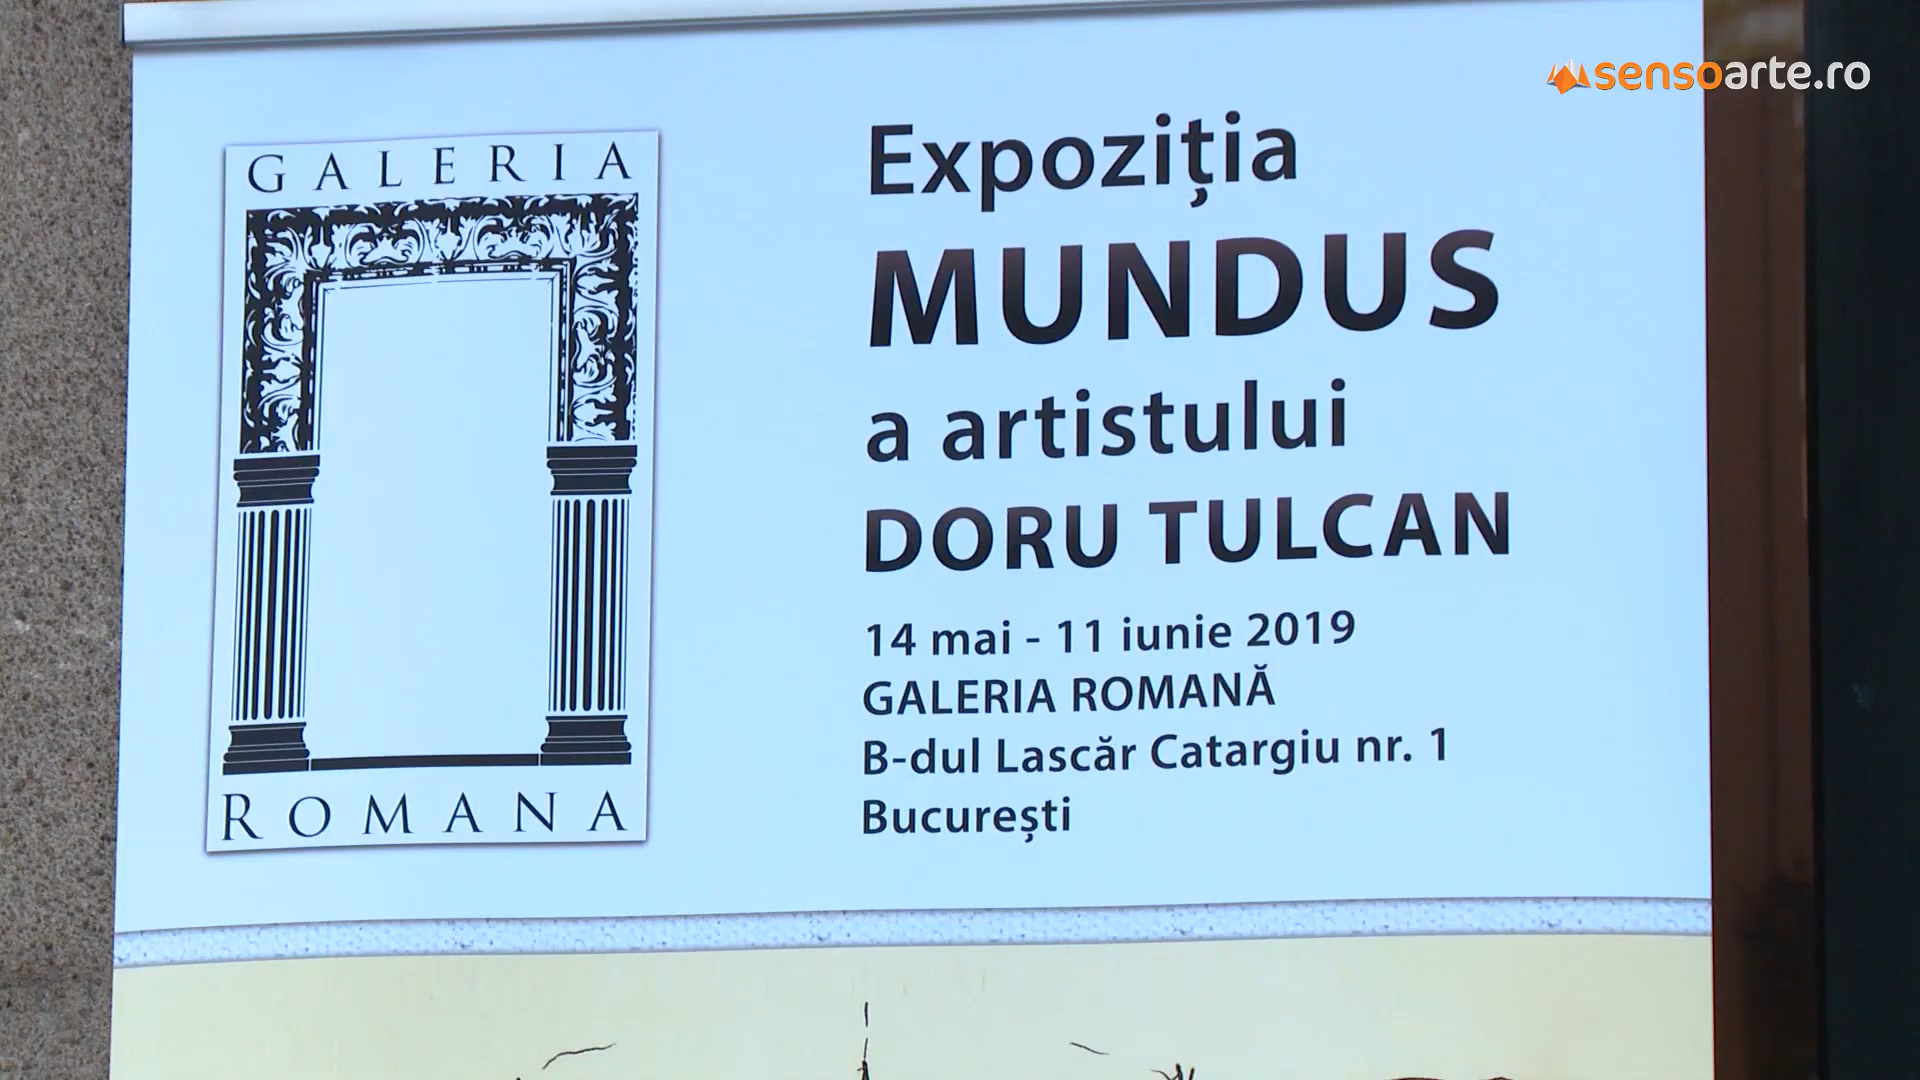 sensoarte.ro
GALERIA
ROMANA
Expoziția
MUNDUS
a artistului
DORU TULCAN
14 mai - 11 iunie 2019
GALERIA ROMANĂ
B-dul Lascăr Catargiu nr. 1
București